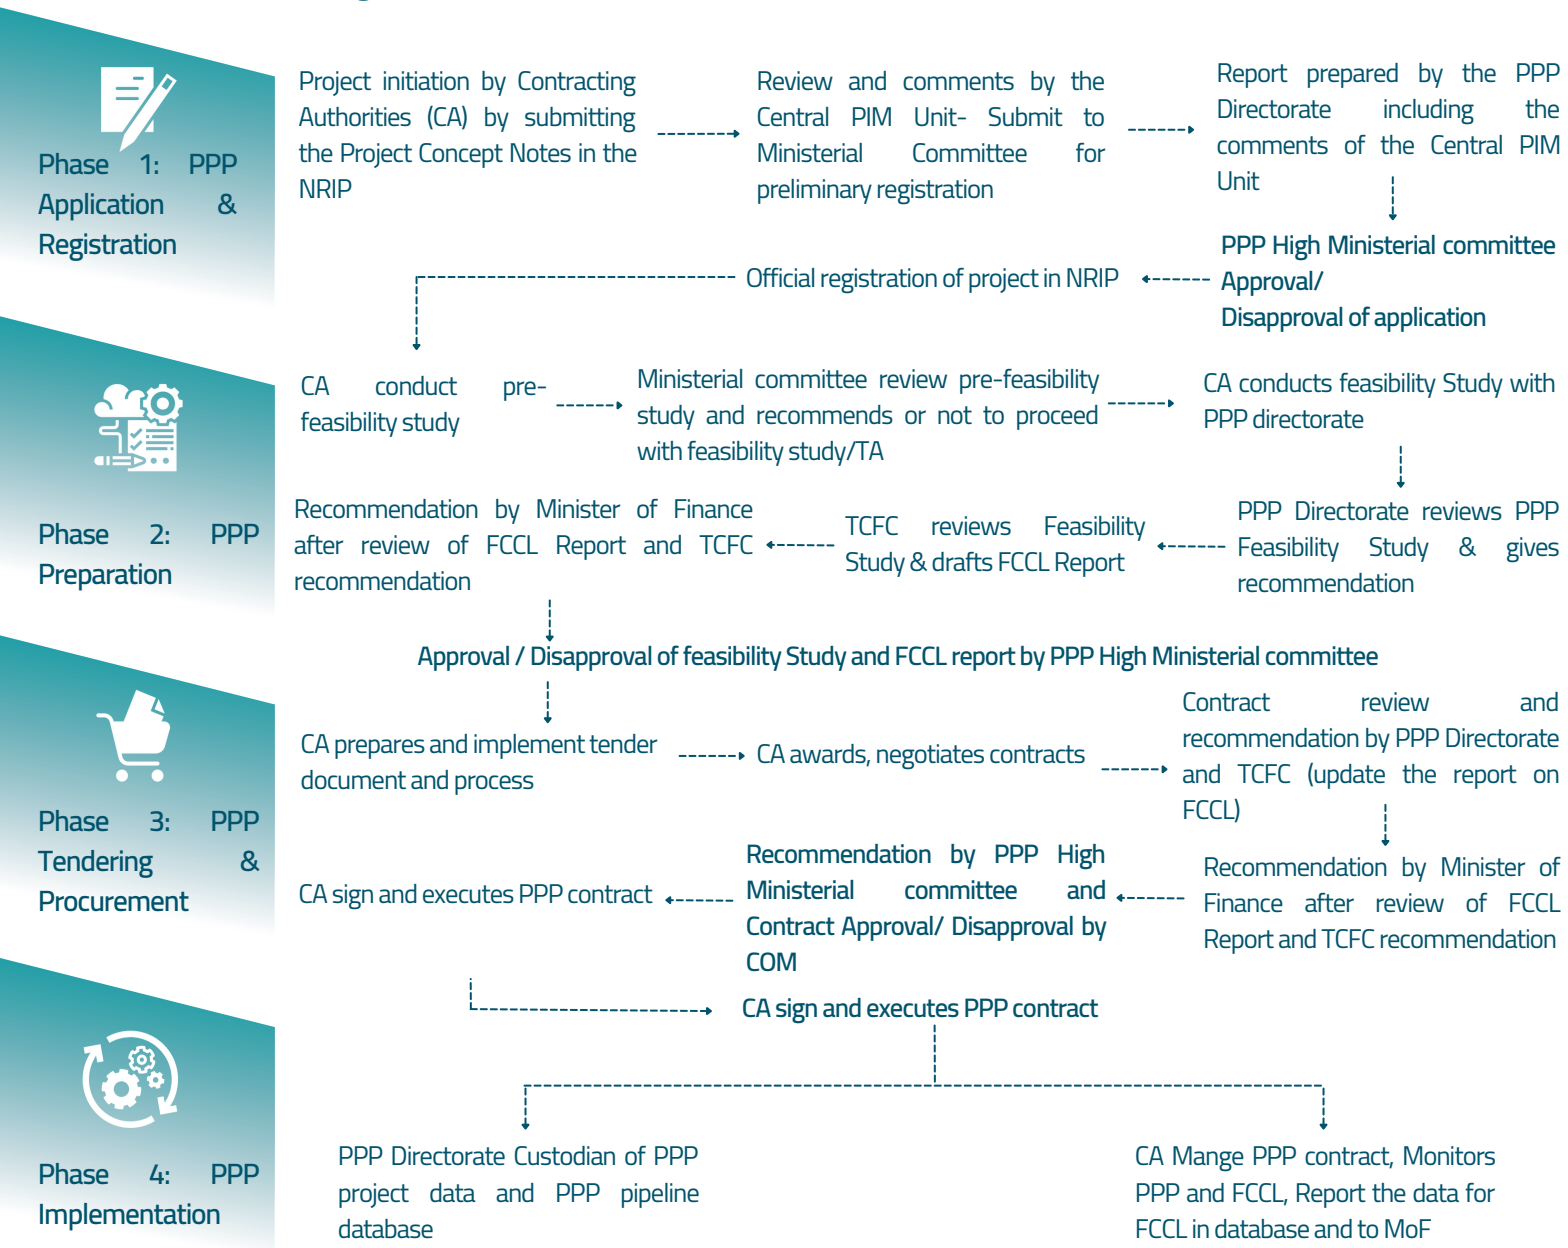 Phase 1: PPP
Application &
Registration
Project initiation by Contracting
Authorities (CA) by submitting
the Project Concept Notes in the
NRIP
Review and comments by the
Central PIM Unit- Submit to
Ministerial Committee for
preliminary registration
Report prepared by the PPP
Directorate including the
comments of the Central PIM
Unit
PPP High Ministerial committee
Approval/
Disapproval of application
Official registration of project in NRIP
Phase 2: PPP
Preparation
CA conduct pre-
feasibility study
Ministerial committee review pre-feasibility
study and recommends or not to proceed
with feasibility study/TA
CA conducts feasibility Study with
PPP directorate
PPP Directorate reviews PPP
Feasibility Study & gives
recommendation
TCFC reviews Feasibility
Study & drafts FCCL Report
Recommendation by Minister of Finance
after review of FCCL Report and TCFC
recommendation
Approval / Disapproval of feasibility Study and FCCL report by PPP High Ministerial committee
Phase 3: PPP
Tendering &
Procurement
CA prepares and implement tender
document and process
CA awards, negotiates contracts
Contract review and
recommendation by PPP Directorate
and TCFC (update the report on
FCCL)
Recommendation by Minister of
Finance after review of FCCL
Report and TCFC recommendation
Recommendation by PPP High
Ministerial committee and
Contract Approval/ Disapproval by
COM
CA sign and executes PPP contract
CA sign and executes PPP contract
Phase 4: PPP
Implementation
PPP Directorate Custodian of PPP
project data and PPP pipeline
database
CA Mange PPP contract, Monitors
PPP and FCCL, Report the data for
FCCL in database and to MoF